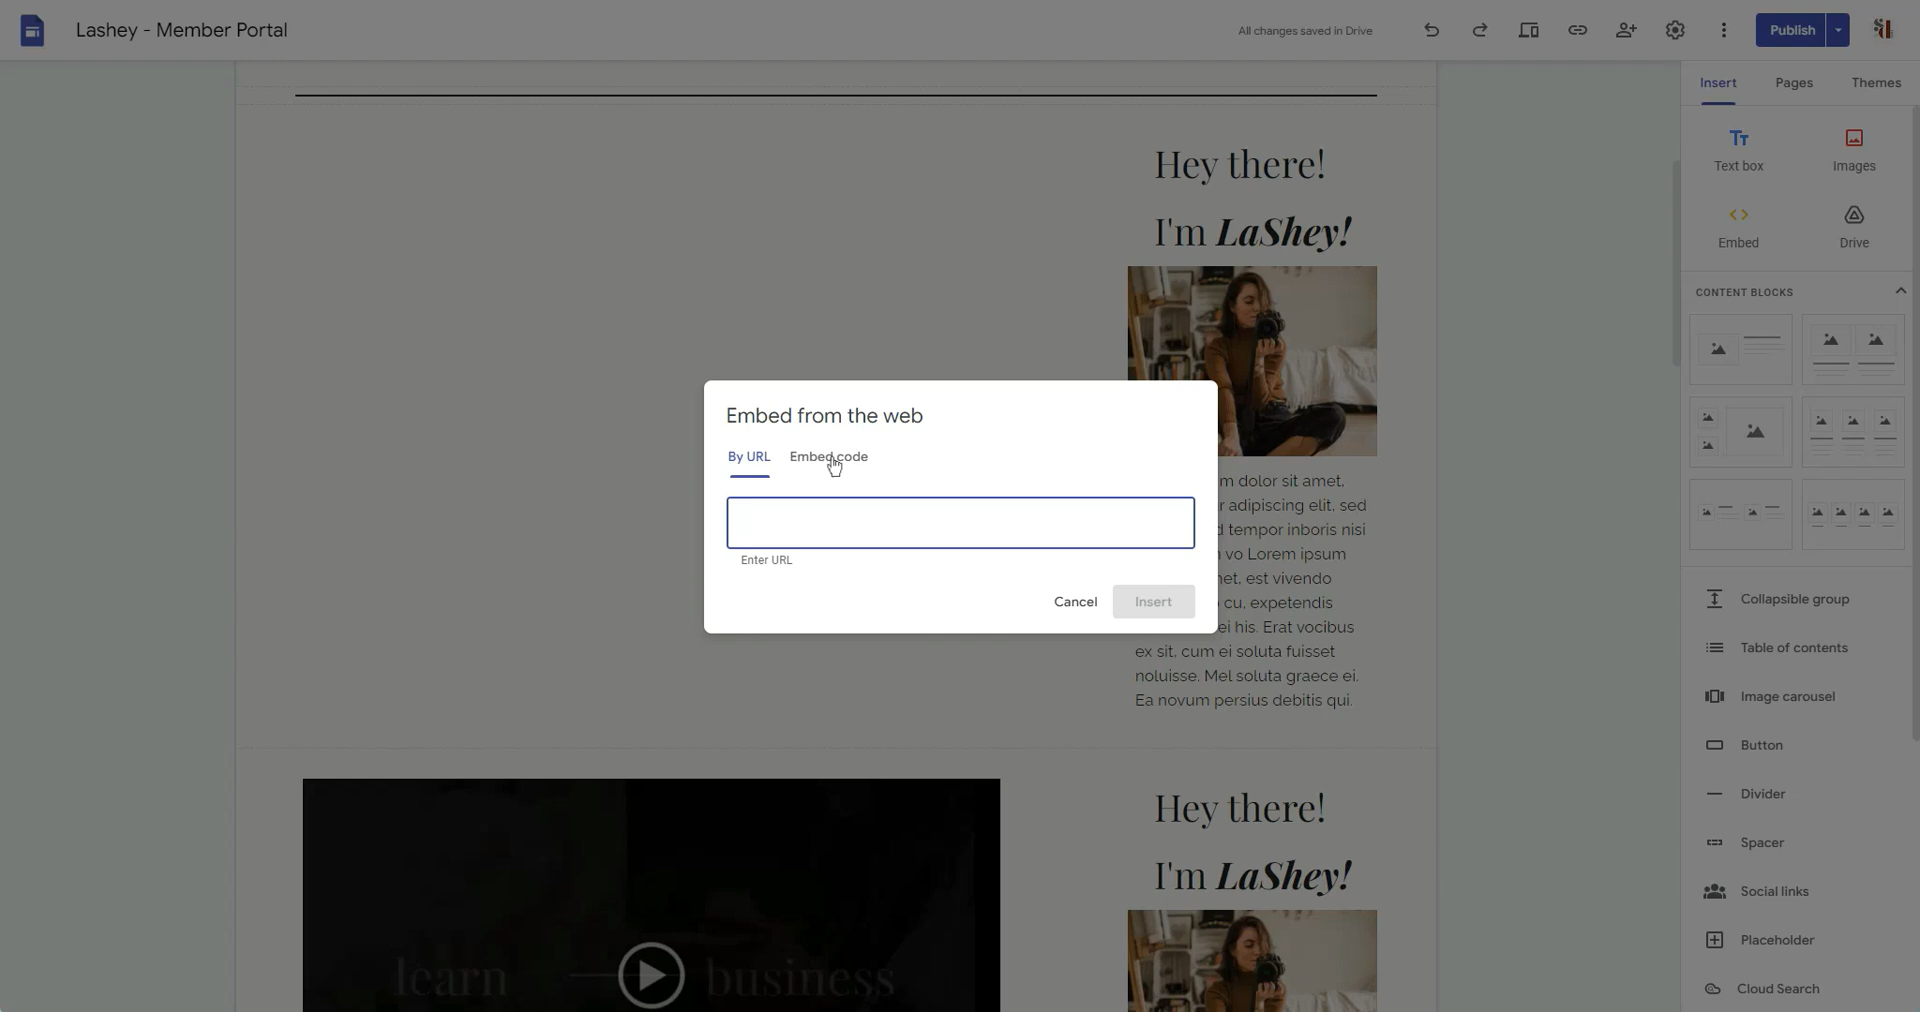 Lashey - Member Portal
All changes saved in Drive
Publish
Insert Pages Themes
Text box Images
Embed Drive
CONTENT BLOCKS
Collapsible group
Table of contents
Image carousel
Button
Divider
Spacer
Social links
Placeholder
Cloud Search
Hey there!
I'm LaShey!
m dolor sit amet,
r adipiscing elit, sed
d tempor inboris nisi
vo Lorem ipsum
et, est vivendo
cu, expetendis
ei his. Erat vocibus
ex sit, cum ei soluta fuisset
noluisse. Mel soluta graece ei.
Ea novum persius debitis qui.
Embed from the web
By URL Embed code
Enter URL
Cancel Insert
learn business
Hey there!
I'm LaShey!